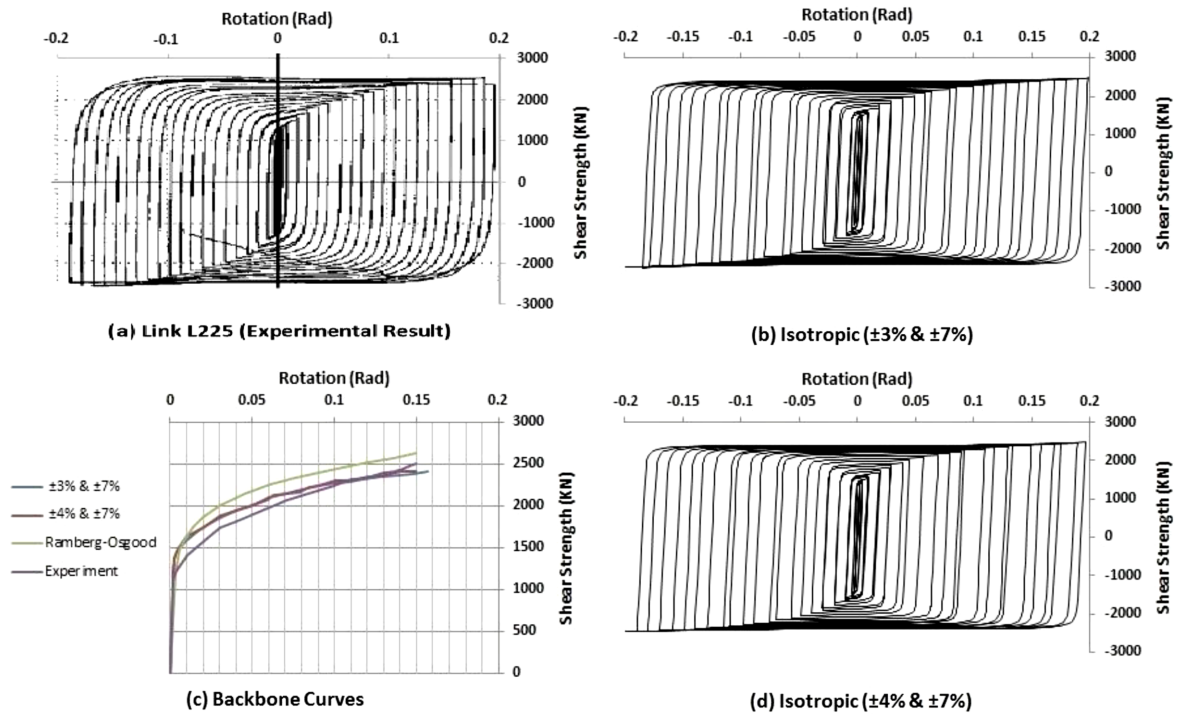 Rotation (Rad)
-0.2 -0.1 0 0.1 0.2
3000
2000
1000
0
-1000
-2000
-3000
Shear Strength (KN)
(a) Link L225 (Experimental Result)
Rotation (Rad)
-0.2 -0.15 -0.1 -0.05 0 0.05 0.1 0.15 0.2
3000
2000
1000
0
-1000
-2000
-3000
Shear Strength (KN)
(b) Isotropic (±3% & ±7%)
Rotation (Rad)
0 0.05 0.1 0.15 0.2
3000
2500
2000
1500
1000
500
0
Shear Strength (KN)
±3% & ±7%
±4% & ±7%
Ramberg-Osgood
Experiment
(c) Backbone Curves
Rotation (Rad)
-0.2 -0.15 -0.1 -0.05 0 0.05 0.1 0.15 0.2
3000
2000
1000
0
-1000
-2000
-3000
Shear Strength (KN)
(d) Isotropic (±4% & ±7%)